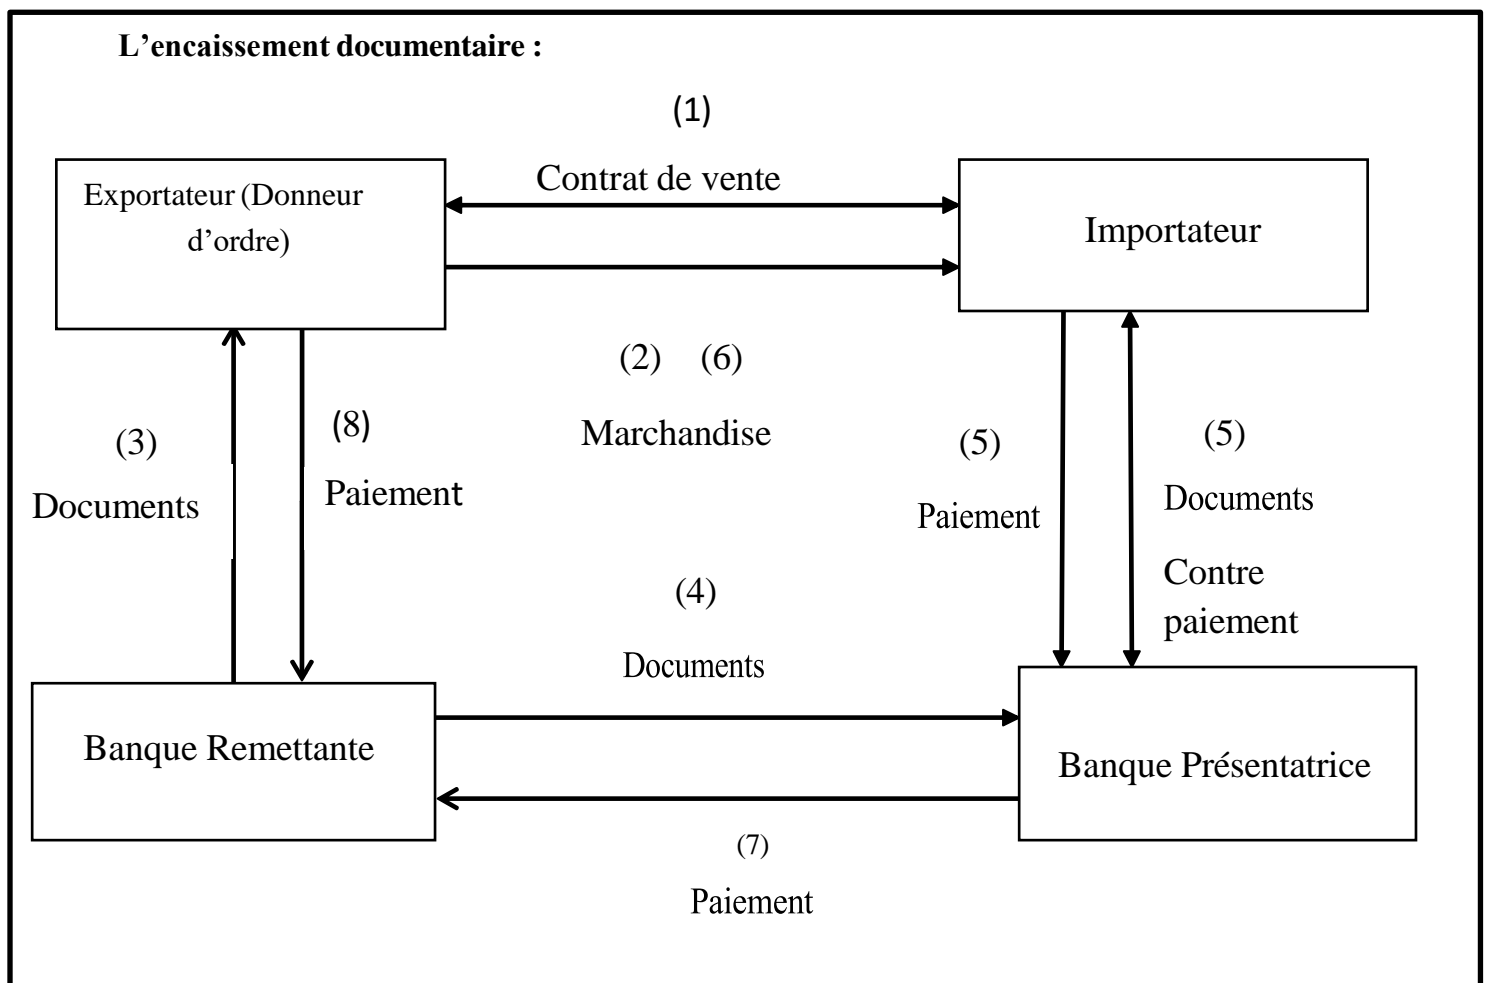 L’encaissement documentaire :
(1)
Contrat de vente
Exportateur (Donneur
d’ordre)
Importateur
(2) (6)
Marchandise
(3)
Documents
(8)
Paiement
(5)
Paiement
(5)
Documents
Contre
paiement
(4)
Documents
Banque Remettante
Banque Présentatrice
(7)
Paiement